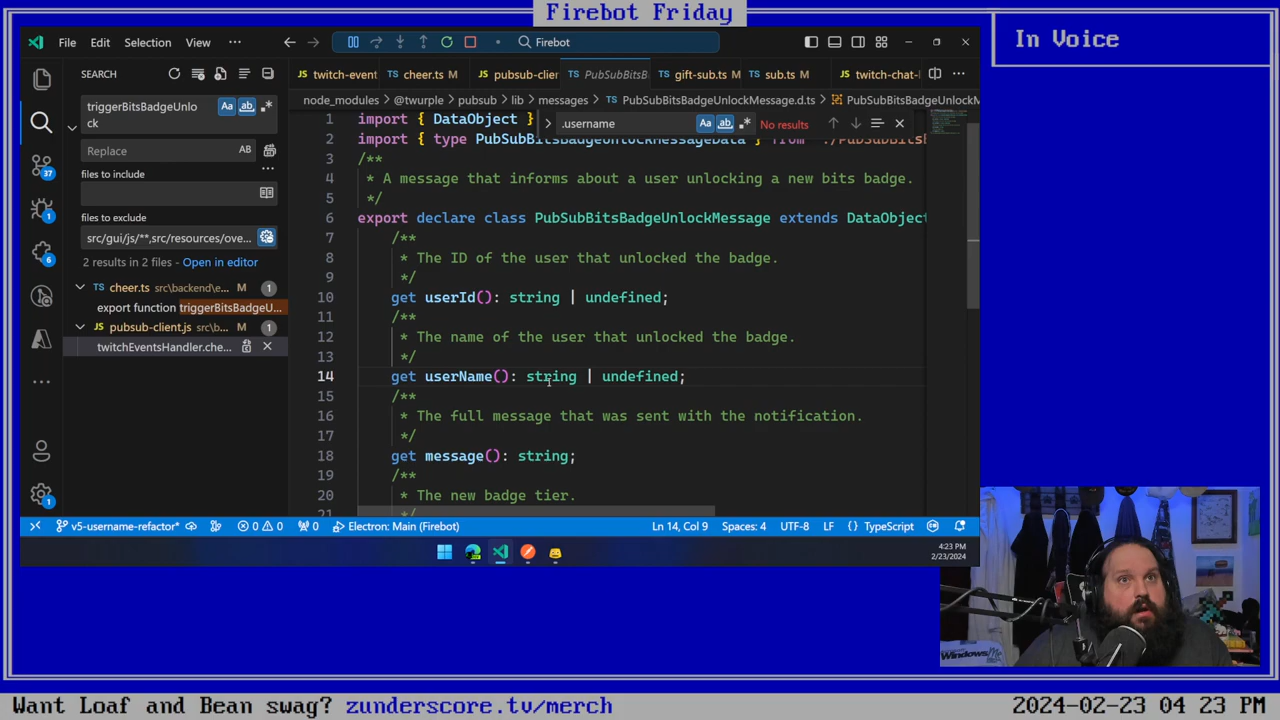 Firebot Friday
In Voice
File Edit Selection View ···
Firebot
SEARCH
twitch-event
cheer.ts
pubsub-clie
PubSubBitsB
gift-sub.ts
sub.ts
twitch-chat-
triggerBitsBadgeUnlo
ck
Replace
files to include
files to exclude
src/gui/js/**,src/resources/ove...
2 results in 2 files - Open in editor
cheer.ts src\backend\e... 1
export function triggerBitsBadgeU...
pubsub-client.js src\b... 1
twitchEventsHandler.che...
node_modules > @twurple > pubsub > lib > messages > PubSubBitsBadgeUnlockMessage.d.ts > PubSubBitsBadgeUnlockM
.username
No results
1 import { DataObject }
2 import { type PubSubBitsBadgeUnlockMessageData } from './PubSubBitsB
3 /**
4 * A message that informs about a user unlocking a new bits badge.
5 */
6 export declare class PubSubBitsBadgeUnlockMessage extends DataObject
7 /**
8 * The ID of the user that unlocked the badge.
9 */
10 get userId(): string | undefined;
11 /**
12 * The name of the user that unlocked the badge.
13 */
14 get userName(): string | undefined;
15 /**
16 * The full message that was sent with the notification.
17 */
18 get message(): string;
19 /**
20 * The new badge tier.
21 */
37
1
6
1
v5-username-refactor* 0 0 0 Electron: Main (Firebot) Ln 14, Col 9 Spaces: 4 UTF-8 LF {} TypeScript
4:23 PM
2/23/2024
Windows
Want Loaf and Bean swag? zunderscore.tv/merch 2024-02-23 04 23 PM